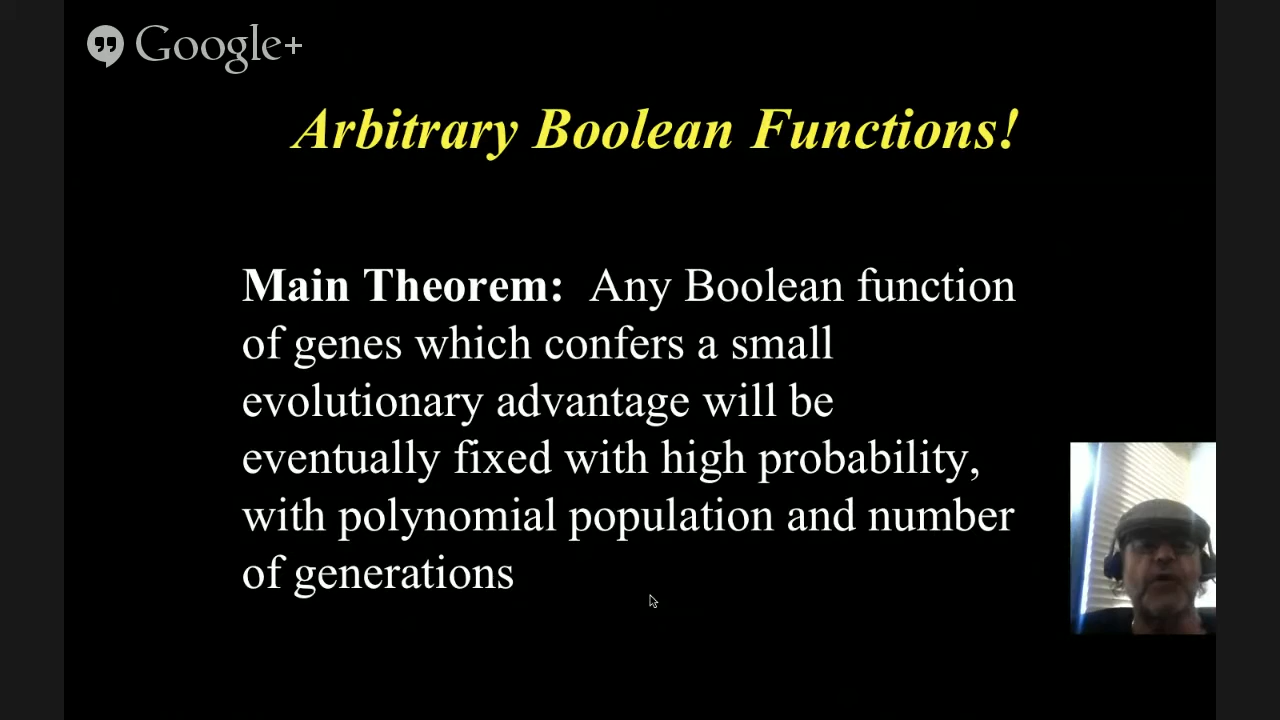 Google+
Arbitrary Boolean Functions!
Main Theorem: Any Boolean function
of genes which confers a small
evolutionary advantage will be
eventually fixed with high probability,
with polynomial population and number
of generations